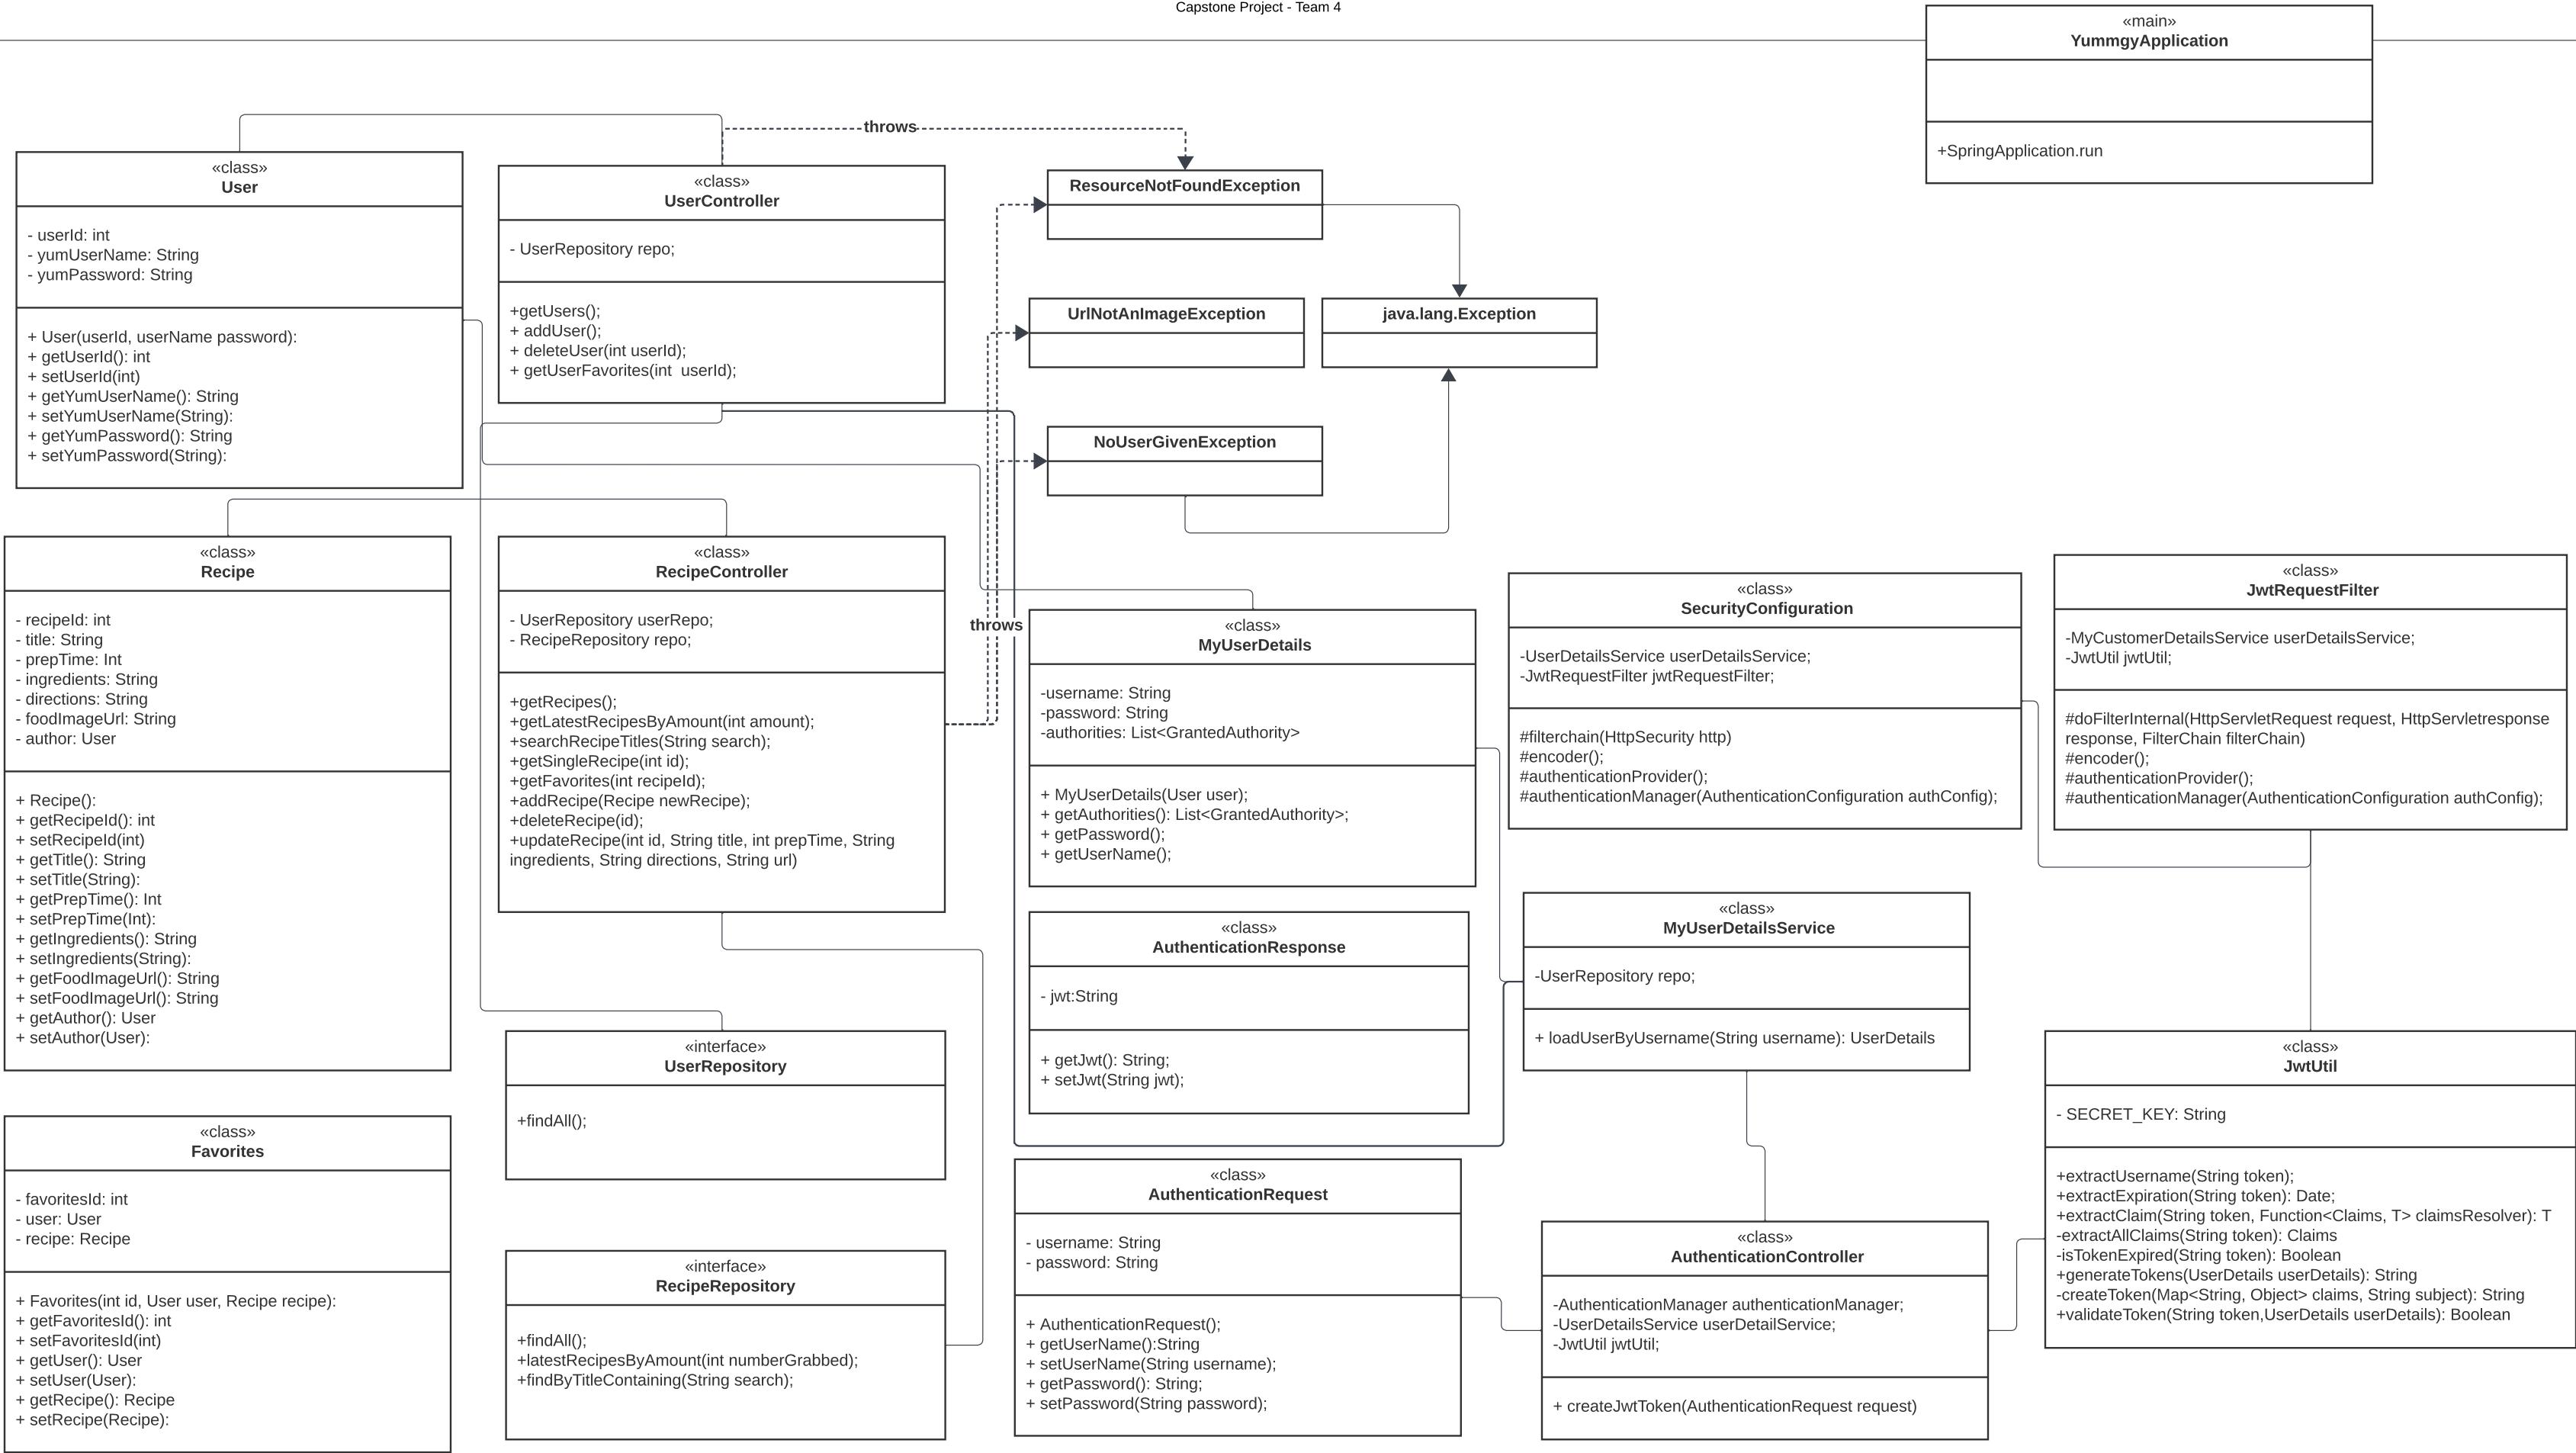 Capstone Project - Team 4
«main»
YummgyApplication
+SpringApplication.run
«class»
User
- userId: int
- yumUserName: String
- yumPassword: String
+ User(userId, userName password):
+ getUserId(): int
+ setUserId(int)
+ getYumUserName(): String
+ setYumUserName(String):
+ getYumPassword(): String
+ setYumPassword(String):
«class»
UserController
- UserRepository repo;
+getUsers();
+ addUser();
+ deleteUser(int userId);
+ getUserFavorites(int  userId);
throws
ResourceNotFoundException
UrlNotAnImageException
java.lang.Exception
NoUserGivenException
«class»
Recipe
- recipeId: int
- title: String
- prepTime: Int
- ingredients: String
- directions: String
- foodImageUrl: String
- author: User
+ Recipe():
+ getRecipeId(): int
+ setRecipeId(int)
+ getTitle(): String
+ setTitle(String):
+ getPrepTime(): Int
+ setPrepTime(Int):
+ getIngredients(): String
+ setIngredients(String):
+ getFoodImageUrl(): String
+ setFoodImageUrl(): String
+ getAuthor(): User
+ setAuthor(User):
«class»
RecipeController
- UserRepository userRepo;
- RecipeRepository repo;
+getRecipes();
+getLatestRecipesByAmount(int amount);
+searchRecipeTitles(String search);
+getSingleRecipe(int id);
+getFavorites(int recipeId);
+addRecipe(Recipe newRecipe);
+deleteRecipe(id);
+updateRecipe(int id, String title, int prepTime, String
ingredients, String directions, String url)
throws
«class»
MyUserDetails
-username: String
-password: String
-authorities: List<GrantedAuthority>
+ MyUserDetails(User user);
+ getAuthorities(): List<GrantedAuthority>;
+ getPassword();
+ getUserName();
«class»
SecurityConfiguration
-UserDetailsService userDetailsService;
-JwtRequestFilter jwtRequestFilter;
#filterchain(HttpSecurity http)
#encoder();
#authenticationProvider();
#authenticationManager(AuthenticationConfiguration authConfig);
«class»
JwtRequestFilter
-MyCustomerDetailsService userDetailsService;
-JwtUtil jwtUtil;
#doFilterInternal(HttpServletRequest request, HttpServletresponse
response, FilterChain filterChain)
#encoder();
#authenticationProvider();
#authenticationManager(AuthenticationConfiguration authConfig);
«class»
AuthenticationResponse
- jwt:String
+ getJwt(): String;
+ setJwt(String jwt);
«class»
MyUserDetailsService
-UserRepository repo;
+ loadUserByUsername(String username): UserDetails
«interface»
UserRepository
+findAll();
«class»
JwtUtil
- SECRET_KEY: String
+extractUsername(String token);
+extractExpiration(String token): Date;
+extractClaim(String token, Function<Claims, T> claimsResolver): T
-extractAllClaims(String token): Claims
-isTokenExpired(String token): Boolean
+generateTokens(UserDetails userDetails): String
-createToken(Map<String, Object> claims, String subject): String
+validateToken(String token,UserDetails userDetails): Boolean
«class»
Favorites
- favoritesId: int
- user: User
- recipe: Recipe
+ Favorites(int id, User user, Recipe recipe):
+ getFavoritesId(): int
+ setFavoritesId(int)
+ getUser(): User
+ setUser(User):
+ getRecipe(): Recipe
+ setRecipe(Recipe):
«interface»
RecipeRepository
+findAll();
+latestRecipesByAmount(int numberGrabbed);
+findByTitleContaining(String search);
«class»
AuthenticationRequest
- username: String
- password: String
+ AuthenticationRequest();
+ getUserName():String
+ setUserName(String username);
+ getPassword(): String;
+ setPassword(String password);
«class»
AuthenticationController
-AuthenticationManager authenticationManager;
-UserDetailsService userDetailService;
-JwtUtil jwtUtil;
+ createJwtToken(AuthenticationRequest request)